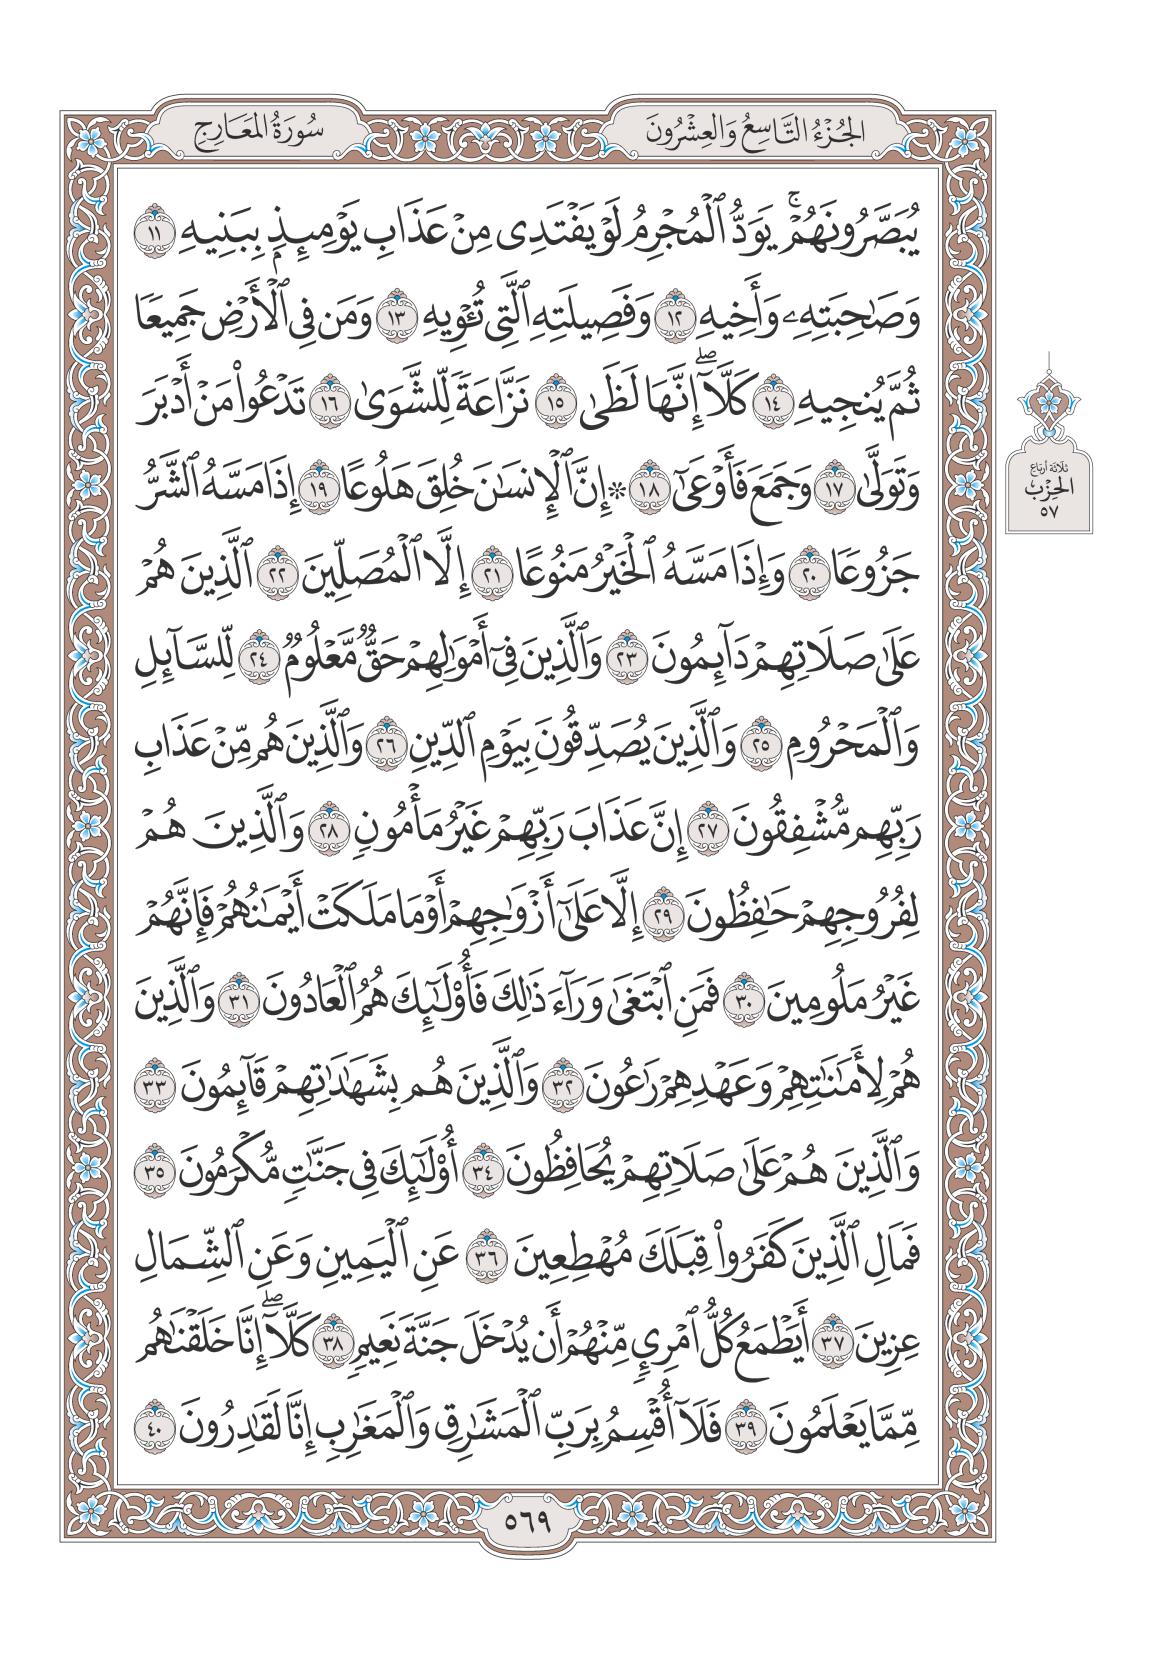 الجُزْءُ التَّاسِعُ وَالعِشْرُونَ
سُورَةُ المَعَارِجِ
يُبَصَّرُونَهُمْۚ يَوَدُّ ٱلْمُجْرِمُ لَوْ يَفْتَدِى مِنْ عَذَابِ يَوْمِئِذِۭ بِبَنِيهِ ١١
وَصَٰحِبَتِهِۦ وَأَخِيهِ ١٢ وَفَصِيلَتِهِ ٱلَّتِى تُـْٔوِيهِ ١٣ وَمَن فِى ٱلْأَرْضِ جَمِيعًا
ثُمَّ يُنجِيهِ ١٤ كَلَّآۖ إِنَّهَا لَظَىٰ ١٥ نَزَّاعَةً لِّلشَّوَىٰ ١٦ تَدْعُوا۟ مَنْ أَدْبَرَ
وَتَوَلَّىٰ ١٧ وَجَمَعَ فَأَوْعَىٰٓ ١٨ ۞ إِنَّ ٱلْإِنسَٰنَ خُلِقَ هَلُوعًا ١٩ إِذَا مَسَّهُ ٱلشَّرُّ
جَزُوعًا ٢٠ وَإِذَا مَسَّهُ ٱلْخَيْرُ مَنُوعًا ٢١ إِلَّا ٱلْمُصَلِّينَ ٢٢ ٱلَّذِينَ هُمْ
عَلَىٰ صَلَاتِهِمْ دَآئِمُونَ ٢٣ وَٱلَّذِينَ فِىٓ أَمْوَٰلِهِمْ حَقٌّ مَّعْلُومٌ ٢٤ لِّلسَّآئِلِ
وَٱلْمَحْرُومِ ٢٥ وَٱلَّذِينَ يُصَدِّقُونَ بِيَوْمِ ٱلدِّينِ ٢٦ وَٱلَّذِينَ هُم مِّنْ عَذَابِ
رَبِّهِم مُّشْفِقُونَ ٢٧ إِنَّ عَذَابَ رَبِّهِمْ غَيْرُ مَأْمُونٍ ٢٨ وَٱلَّذِينَ هُمْ
لِفُرُوجِهِمْ حَٰفِظُونَ ٢٩ إِلَّا عَلَىٰٓ أَزْوَٰجِهِمْ أَوْ مَا مَلَكَتْ أَيْمَٰنُهُمْ فَإِنَّهُمْ
غَيْرُ مَلُومِينَ ٣٠ فَمَنِ ٱبْتَغَىٰ وَرَآءَ ذَٰلِكَ فَأُو۟لَٰٓئِكَ هُمُ ٱلْعَادُونَ ٣١ وَٱلَّذِينَ
هُمْ لِأَمَٰنَٰتِهِمْ وَعَهْدِهِمْ رَٰعُونَ ٣٢ وَٱلَّذِينَ هُم بِشَهَٰدَٰتِهِمْ قَآئِمُونَ ٣٣
وَٱلَّذِينَ هُمْ عَلَىٰ صَلَاتِهِمْ يُحَافِظُونَ ٣٤ أُو۟لَٰٓئِكَ فِى جَنَّٰتٍ مُّكْرَمُونَ ٣٥
فَمَالِ ٱلَّذِينَ كَفَرُوا۟ قِبَلَكَ مُهْطِعِينَ ٣٦ عَنِ ٱلْيَمِينِ وَعَنِ ٱلشِّمَالِ
عِزِينَ ٣٧ أَيَطْمَعُ كُلُّ ٱمْرِئٍ مِّنْهُمْ أَن يُدْخَلَ جَنَّةَ نَعِيمٍ ٣٨ كَلَّآۖ إِنَّا خَلَقْنَٰهُم
مِّمَّا يَعْلَمُونَ ٣٩ فَلَآ أُقْسِمُ بِرَبِّ ٱلْمَشَٰرِقِ وَٱلْمَغَٰرِبِ إِنَّا لَقَٰدِرُونَ ٤٠
ثلاثة أرباع
الحِزْب
٥٧
٥٦٩